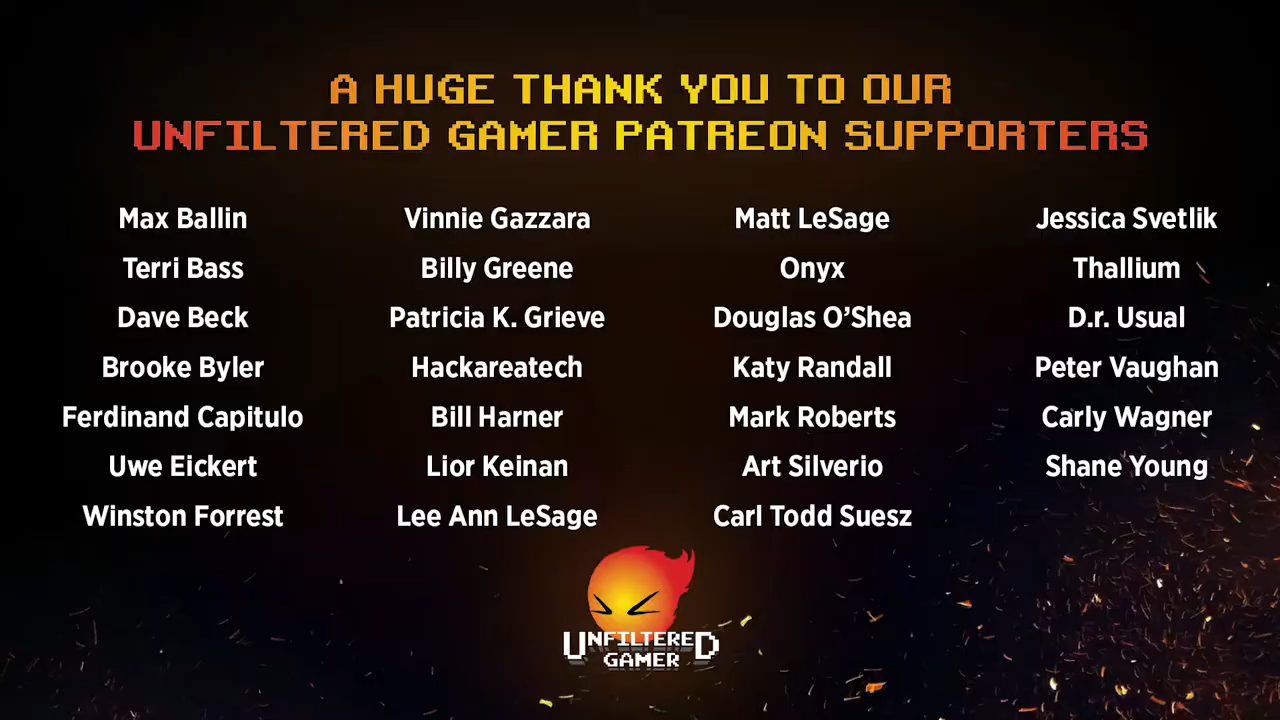 A HUGE THANK YOU TO OUR
UNFILTERED GAMER PATREON SUPPORTERS
Max Ballin
Terri Bass
Dave Beck
Brooke Byler
Ferdinand Capitulo
Uwe Eickert
Winston Forrest
Vinnie Gazzara
Billy Greene
Patricia K. Grieve
Hackareatech
Bill Harner
Lior Keinan
Lee Ann LeSage
Matt LeSage
Onyx
Douglas O’Shea
Katy Randall
Mark Roberts
Art Silverio
Carl Todd Suesz
Jessica Svetlik
Thallium
D.r. Usual
Peter Vaughan
Carly Wagner
Shane Young
UNFILTERED
GAMER